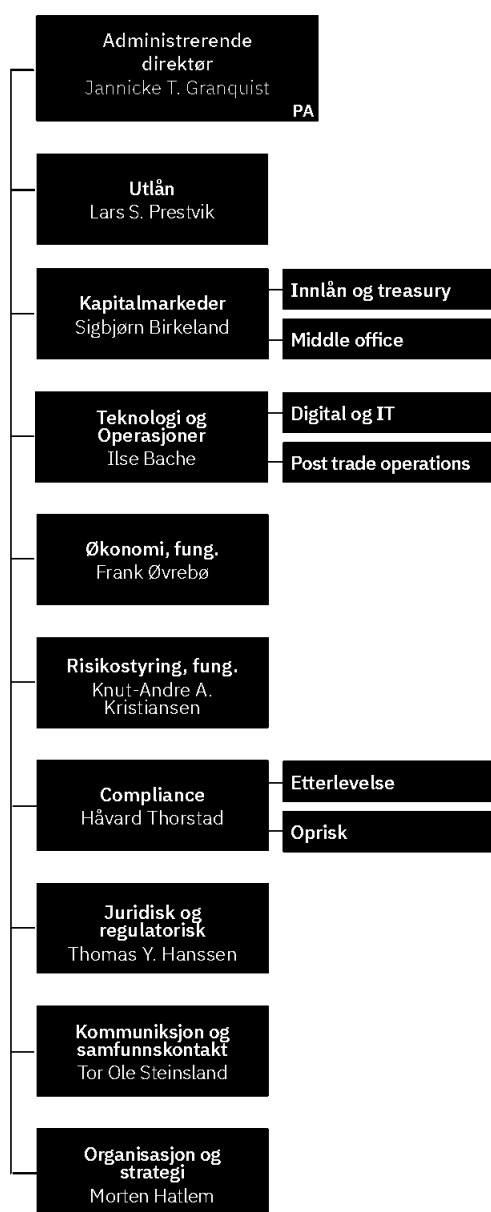 Administrerende
direktør
Jannicke T. Granquist
PA
Utlån
Lars S. Prestvik
Kapitalmarkeder
Sigbjørn Birkeland
Innlån og treasury
Middle office
Teknologi og
Operasjoner
Ilse Bache
Digital og IT
Post trade operations
Økonomi, fung.
Frank Øvrebø
Risikostyring, fung.
Knut-Andre A.
Kristiansen
Compliance
Håvard Thorstad
Etterlevelse
Oprisk
Juridisk og
regulatorisk
Thomas Y. Hanssen
Kommuniksjon og
samfunnskontakt
Tor Ole Steinsland
Organisasjon og
strategi
Morten Hatlem